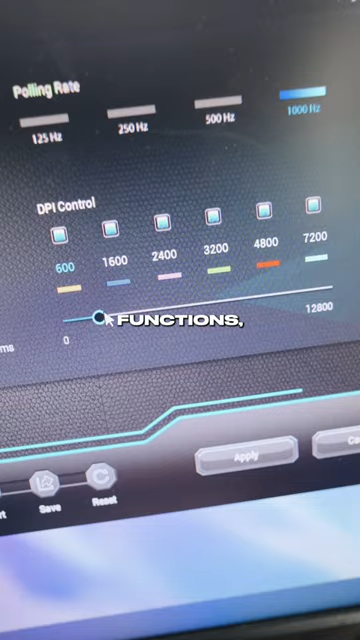 Polling Rate
125 Hz
250 Hz
500 Hz
1000 Hz
DPI Control
600
1600
2400
3200
4800
7200
ms
0
12800
FUNCTIONS,
Save
Reset
Apply